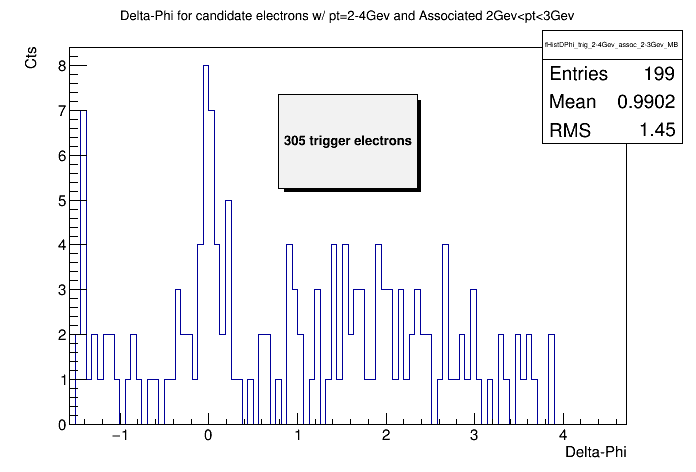 Delta-Phi for candidate electrons w/ pt=2-4Gev and Associated 2Gev<pt<3Gev
fHistDPhi_trig_2-4Gev_assoc_2-3Gev_MB
Entries 199
Mean 0.9902
RMS 1.45
305 trigger electrons
Cts
8
7
6
5
4
3
2
1
0
−1 0 1 2 3 4
Delta-Phi